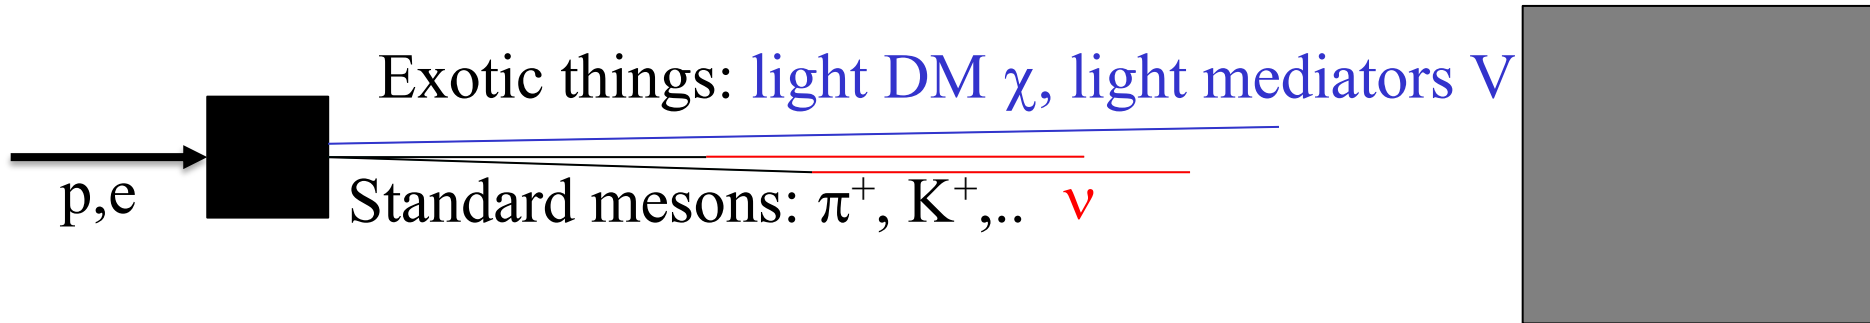 Exotic things: light DM χ, light mediators V
p,e
Standard mesons: π⁺, K⁺,.. ν